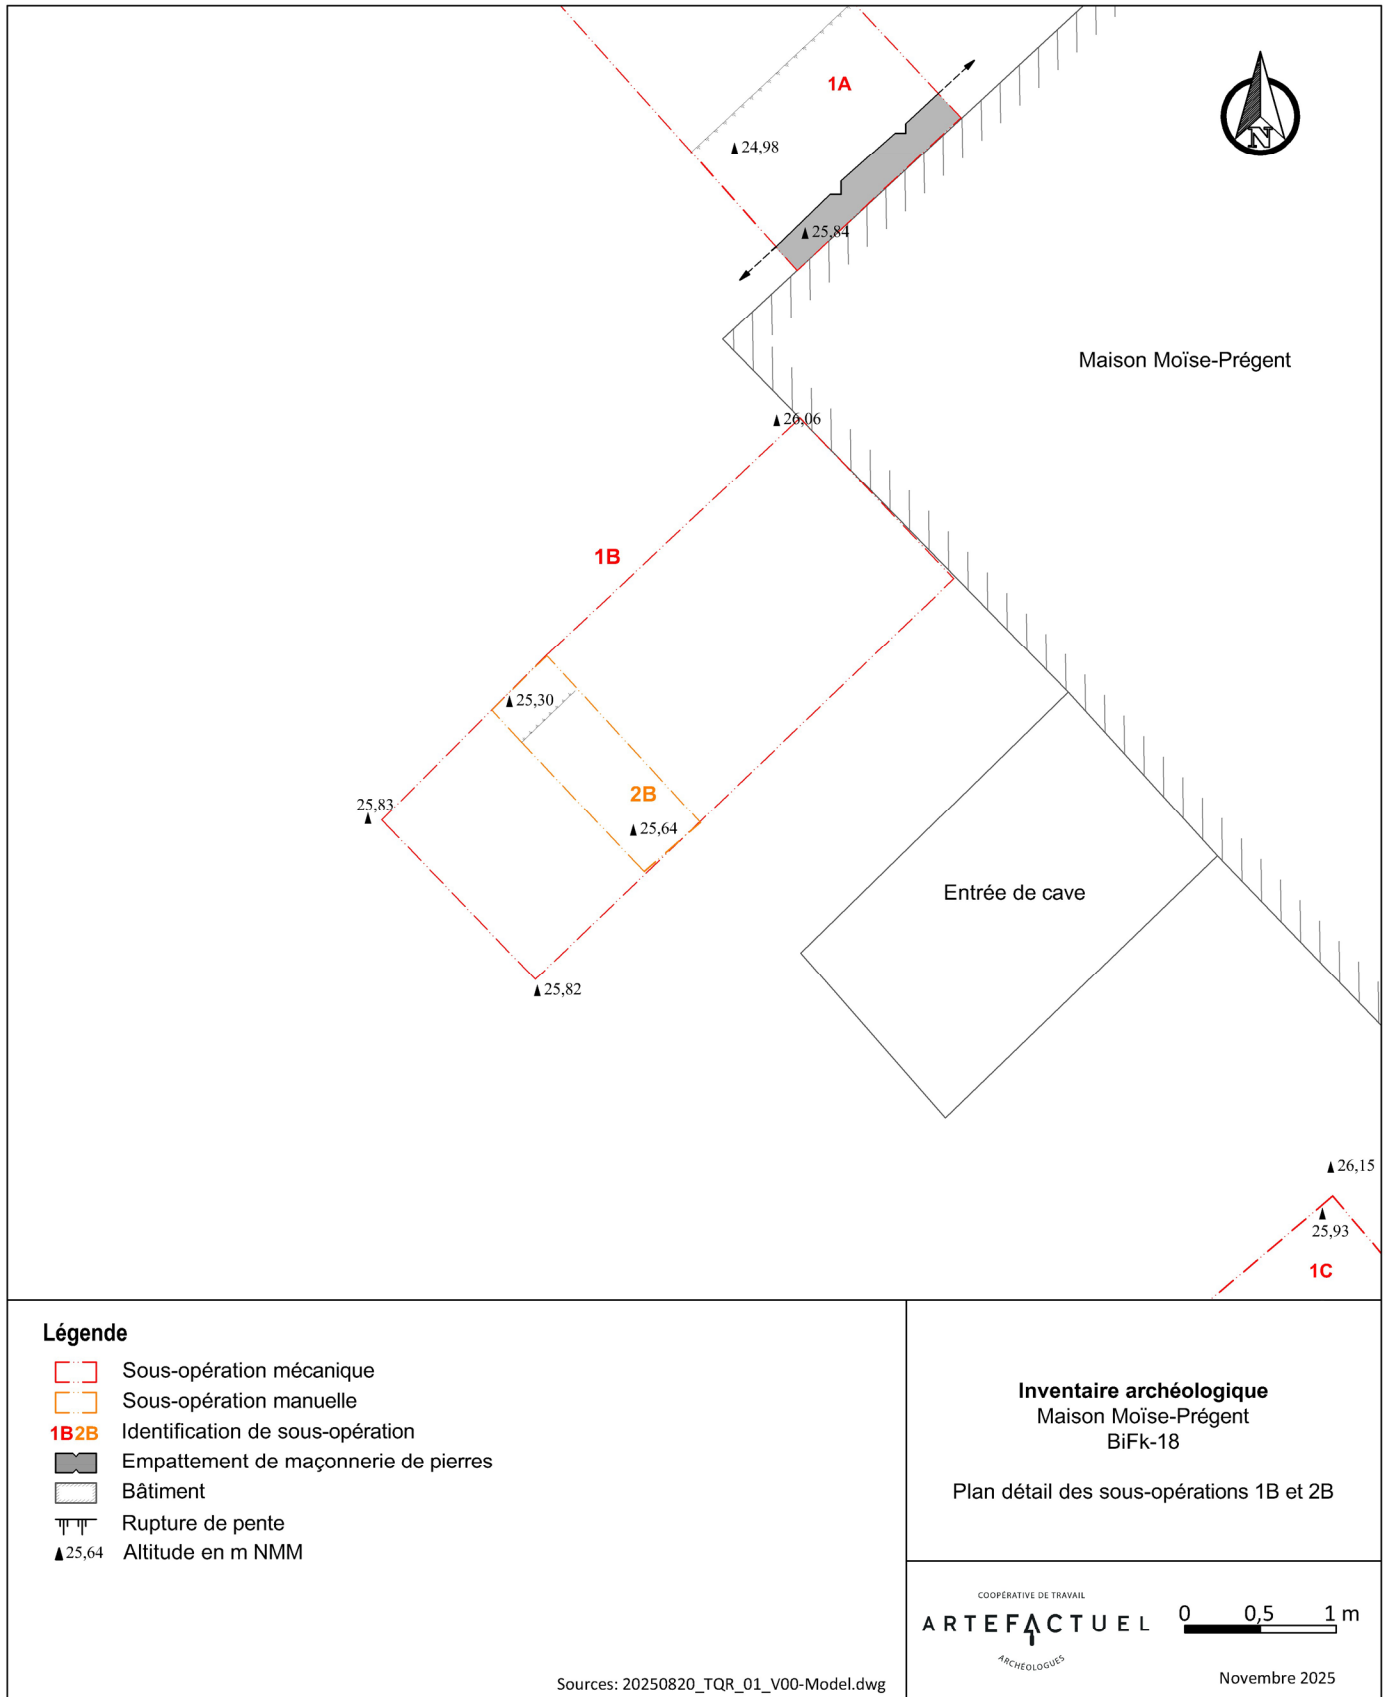 1A
▲ 24,98
▲ 25,84
N
Maison Moïse-Prégent
▲ 26,06
1B
▲ 25,30
2B
25,83
▲
▲ 25,64
Entrée de cave
▲ 25,82
▲ 26,15
▲
25,93
1C
Légende
Sous-opération mécanique
Sous-opération manuelle
1B2B Identification de sous-opération
Empattement de maçonnerie de pierres
Bâtiment
Rupture de pente
▲25,64 Altitude en m NMM
Sources: 20250820_TQR_01_V00-Model.dwg
Inventaire archéologique
Maison Moïse-Prégent
BiFk-18
Plan détail des sous-opérations 1B et 2B
COOPÉRATIVE DE TRAVAIL
ARTEFACTUEL
ARCHÉOLOGUES
0 0,5 1 m
Novembre 2025